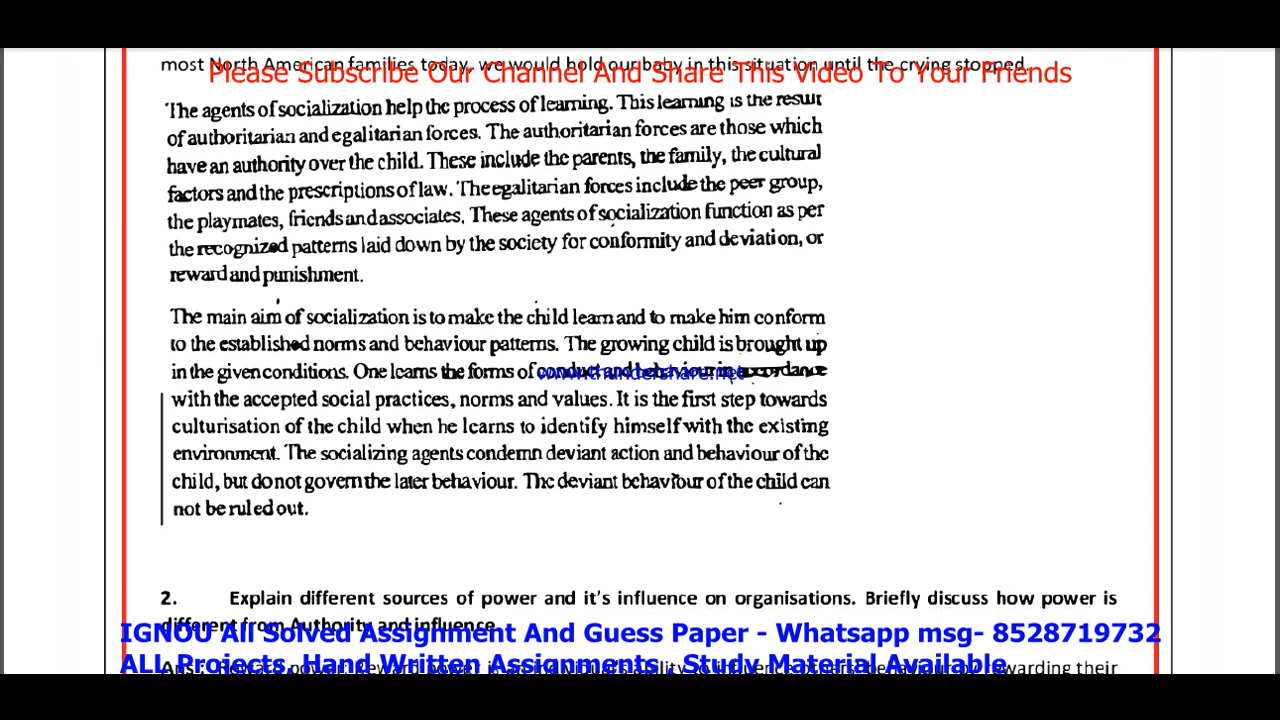 most North American families today, we would hold our baby in this situation until the crying stopped.
Please Subscribe Our Channel And Share This Video To Your Friends
The agents of socialization help the process of learning. This learning is the result
of authoritarian and egalitarian forces. The authoritarian forces are those which
have an authority over the child. These include the parents, the family, the cultural
factors and the prescriptions of law. The egalitarian forces include the peer group,
the playmates, friends and associates. These agents of socialization function as per
the recognized patterns laid down by the society for conformity and deviation, or
reward and punishment.
The main aim of socialization is to make the child learn and to make him conform
to the established norms and behaviour patterns. The growing child is brought up
in the given conditions. One learns the forms of conduct and behaviour in accordance
www.thundershare.net
with the accepted social practices, norms and values. It is the first step towards
culturisation of the child when he learns to identify himself with the existing
environment. The socializing agents condemn deviant action and behaviour of the
child, but do not govern the later behaviour. The deviant behaviour of the child can
not be ruled out.
2. Explain different sources of power and it's influence on organisations. Briefly discuss how power is
different from Authority and influence
IGNOU All Solved Assignment And Guess Paper - Whatsapp msg- 8528719732
ALL Projects, Hand Written Assignments , Study Material Available